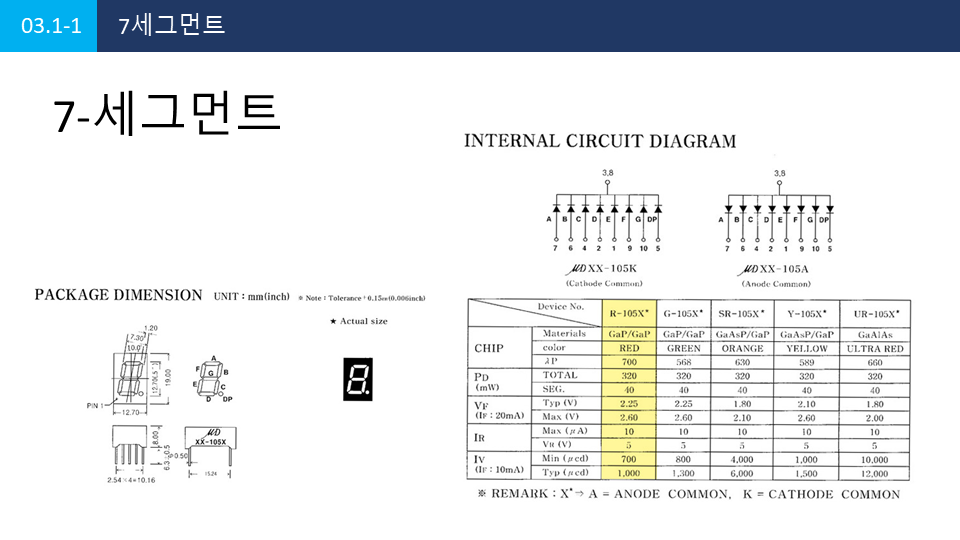 03.1-1 7세그먼트
7-세그먼트
INTERNAL CIRCUIT DIAGRAM
3,8
A B C D E F G DP
7 6 4 2 1 9 10 5
μD XX-105K
(Cathode Common)
3,8
A B C D E F G DP
7 6 4 2 1 9 10 5
μD XX-105A
(Anode Common)
PACKAGE DIMENSION UNIT : mm(inch) ※ Note : Tolerance
★ Actual size
1.20
7.30
10.0
12.70
19.00
PIN 1
12.70
A
F B
G
E C
D DP
8.00
6.3±0.5
2.54×4=10.16
μD
XX-105X
φ0.50
15.24
Device No. R-105X* G-105X* SR-105X* Y-105X* UR-105X*
CHIP Materials GaP/GaP GaP/GaP GaAsP/GaP GaAsP/GaP GaAlAs
color RED GREEN ORANGE YELLOW ULTRA RED
λP 700 568 630 589 660
PD (mW) TOTAL 320 320 320 320 320
SEG. 40 40 40 40 40
VF (IF : 20mA) Typ (V) 2.25 2.25 1.80 2.10 1.80
Max (V) 2.60 2.60 2.10 2.60 2.00
IR Max (μA) 10 10 10 10 10
VR (V) 5 5 5 5 5
IV (IF : 10mA) Min (μcd) 700 800 4,000 1,000 10,000
Typ (μcd) 1,000 1,300 6,000 1,500 12,000
※ REMARK : X*⇒ A = ANODE COMMON, K = CATHODE COMMON